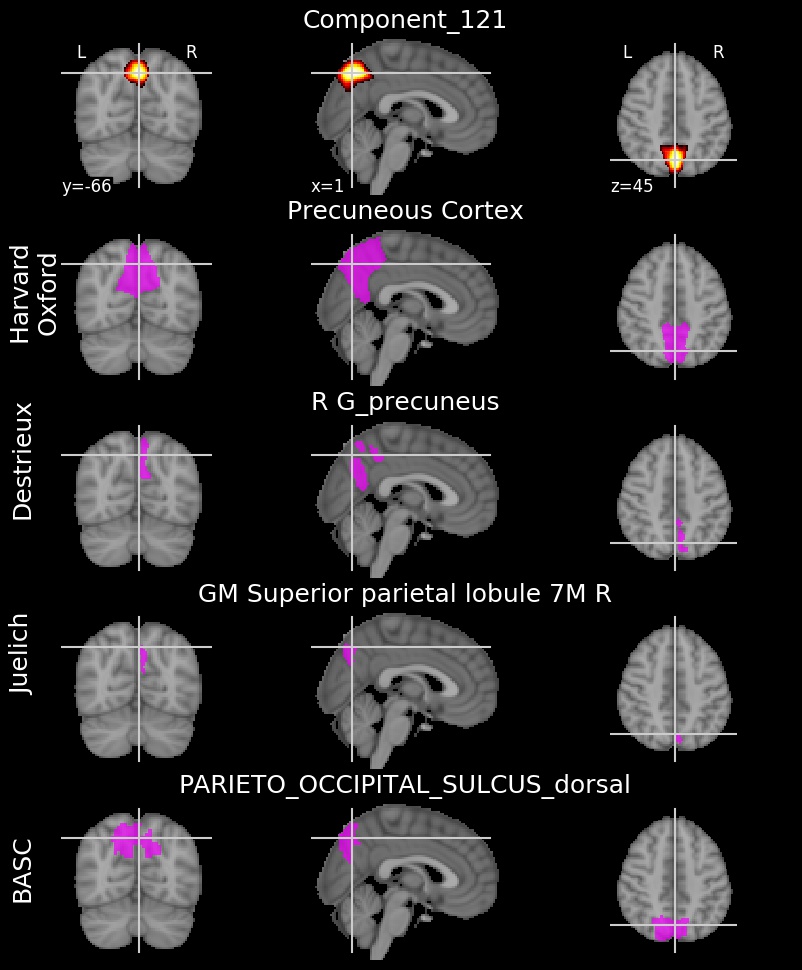 Component_121
L R L R
y=-66 x=1 z=45
Precuneous Cortex
Harvard
Oxford
R G_precuneus
Destrieux
GM Superior parietal lobule 7M R
Juelich
PARIETO_OCCIPITAL_SULCUS_dorsal
BASC